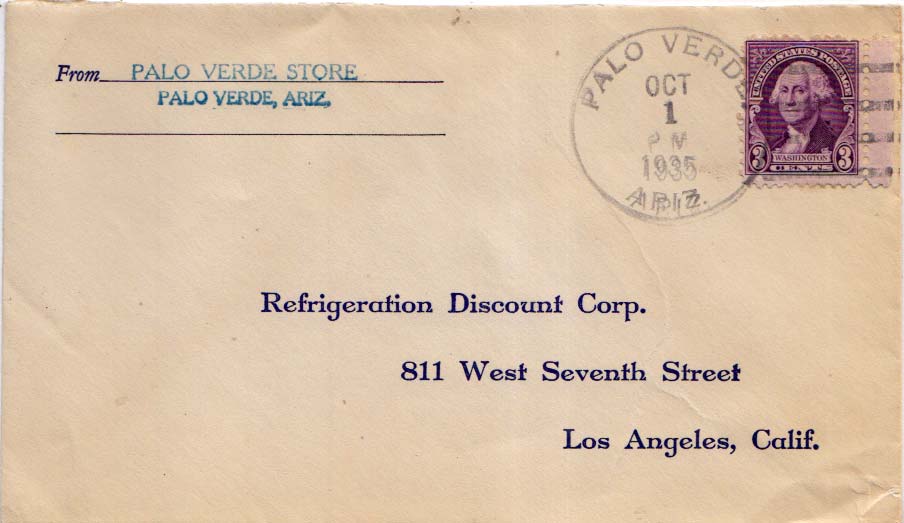 From PALO VERDE STORE
PALO VERDE, ARIZ,
PALO VERDE
OCT
1
PM
1935
ARIZ.
UNITED STATES POSTAGE
3 WASHINGTON 3
CENTS
Refrigeration Discount Corp.
811 West Seventh Street
Los Angeles, Calif.